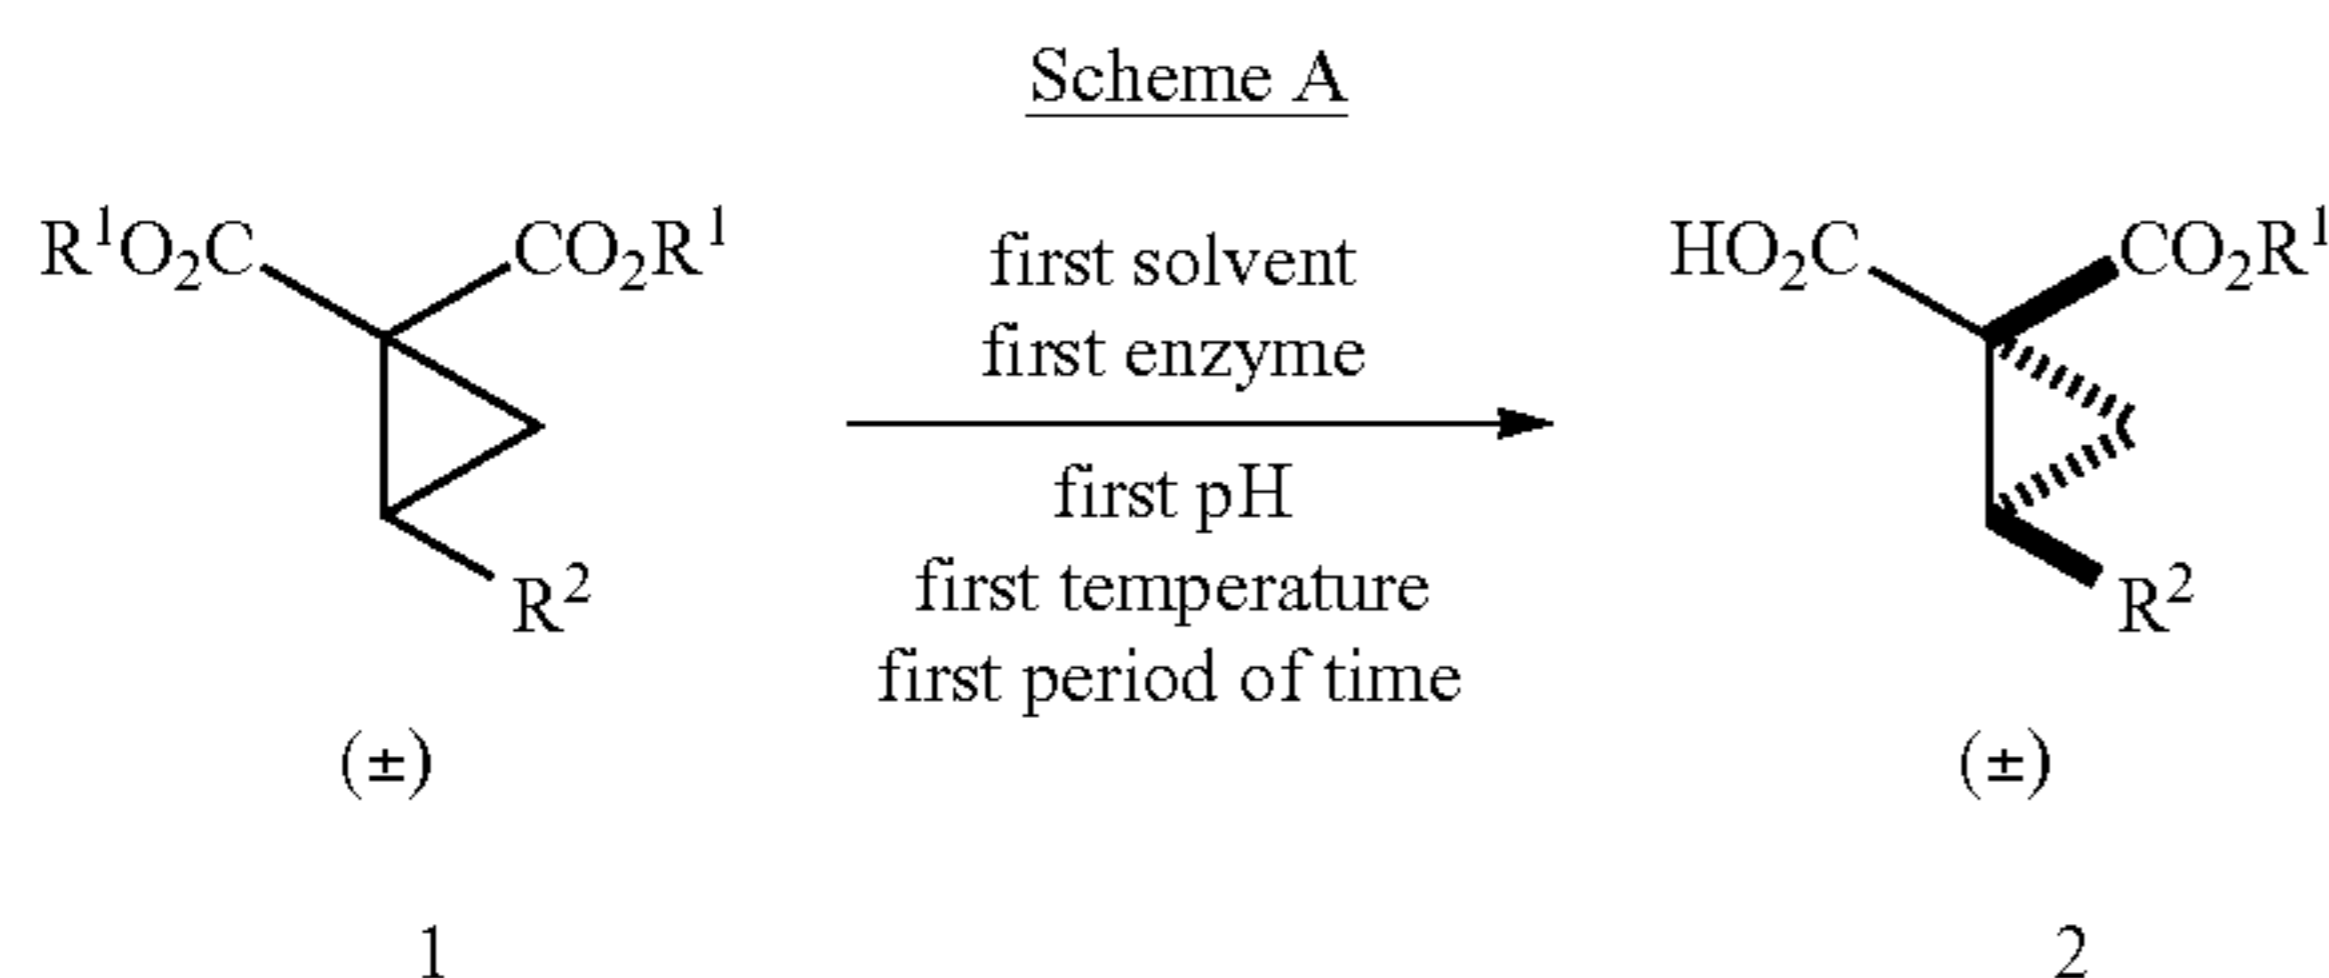 Scheme A
R¹O₂C CO₂R¹
R²
(±)
1
first solvent
first enzyme
first pH
first temperature
first period of time
HO₂C CO₂R¹
R²
(±)
2